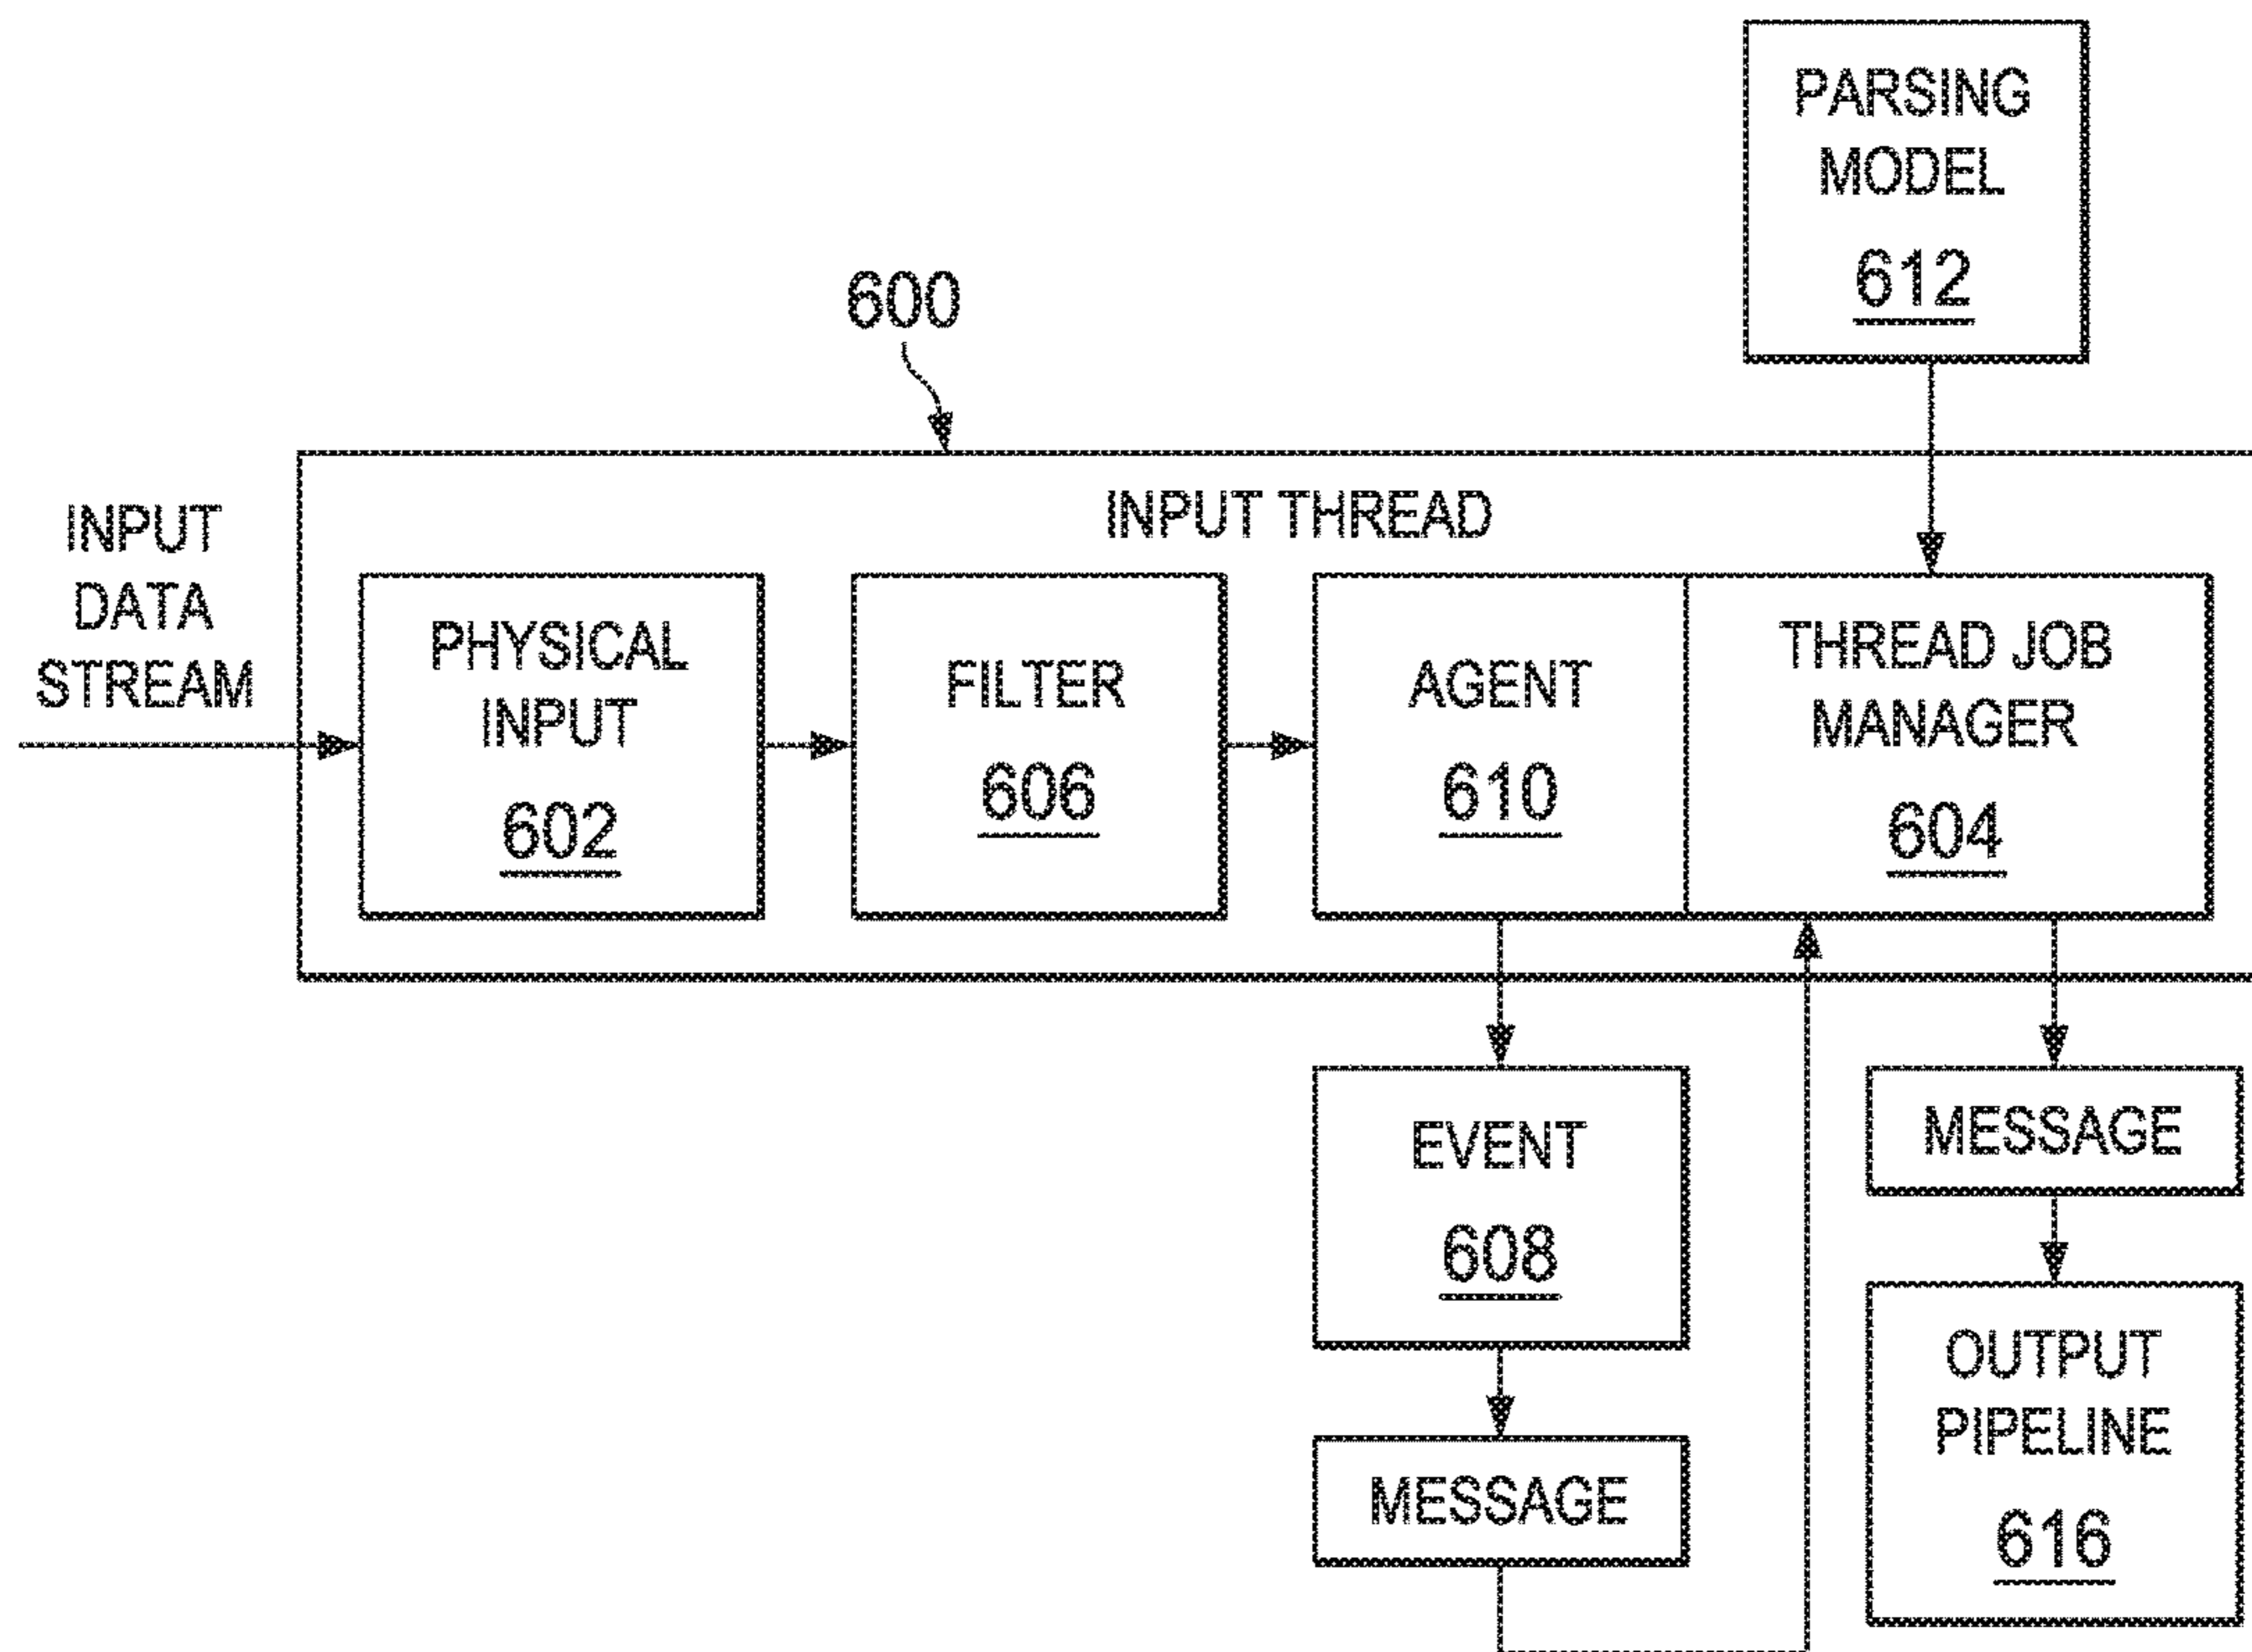 PARSING
MODEL
612
600
INPUT THREAD
INPUT
DATA
STREAM
PHYSICAL
INPUT
602
FILTER
606
AGENT
610
THREAD JOB
MANAGER
604
EVENT
608
MESSAGE
MESSAGE
OUTPUT
PIPELINE
616